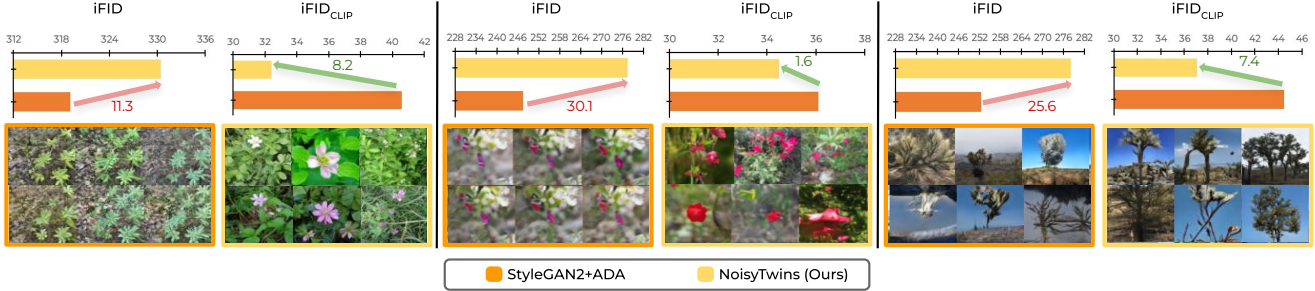 iFID
312 318 324 330 336
11.3
iFIDCLIP
30 32 34 36 38 40 42
8.2
iFID
228 234 240 246 252 258 264 270 276 282
30.1
iFIDCLIP
30 32 34 36 38
1.6
iFID
228 234 240 246 252 258 264 270 276 282
25.6
iFIDCLIP
30 32 34 36 38 40 42 44 46
7.4
StyleGAN2+ADA
NoisyTwins (Ours)